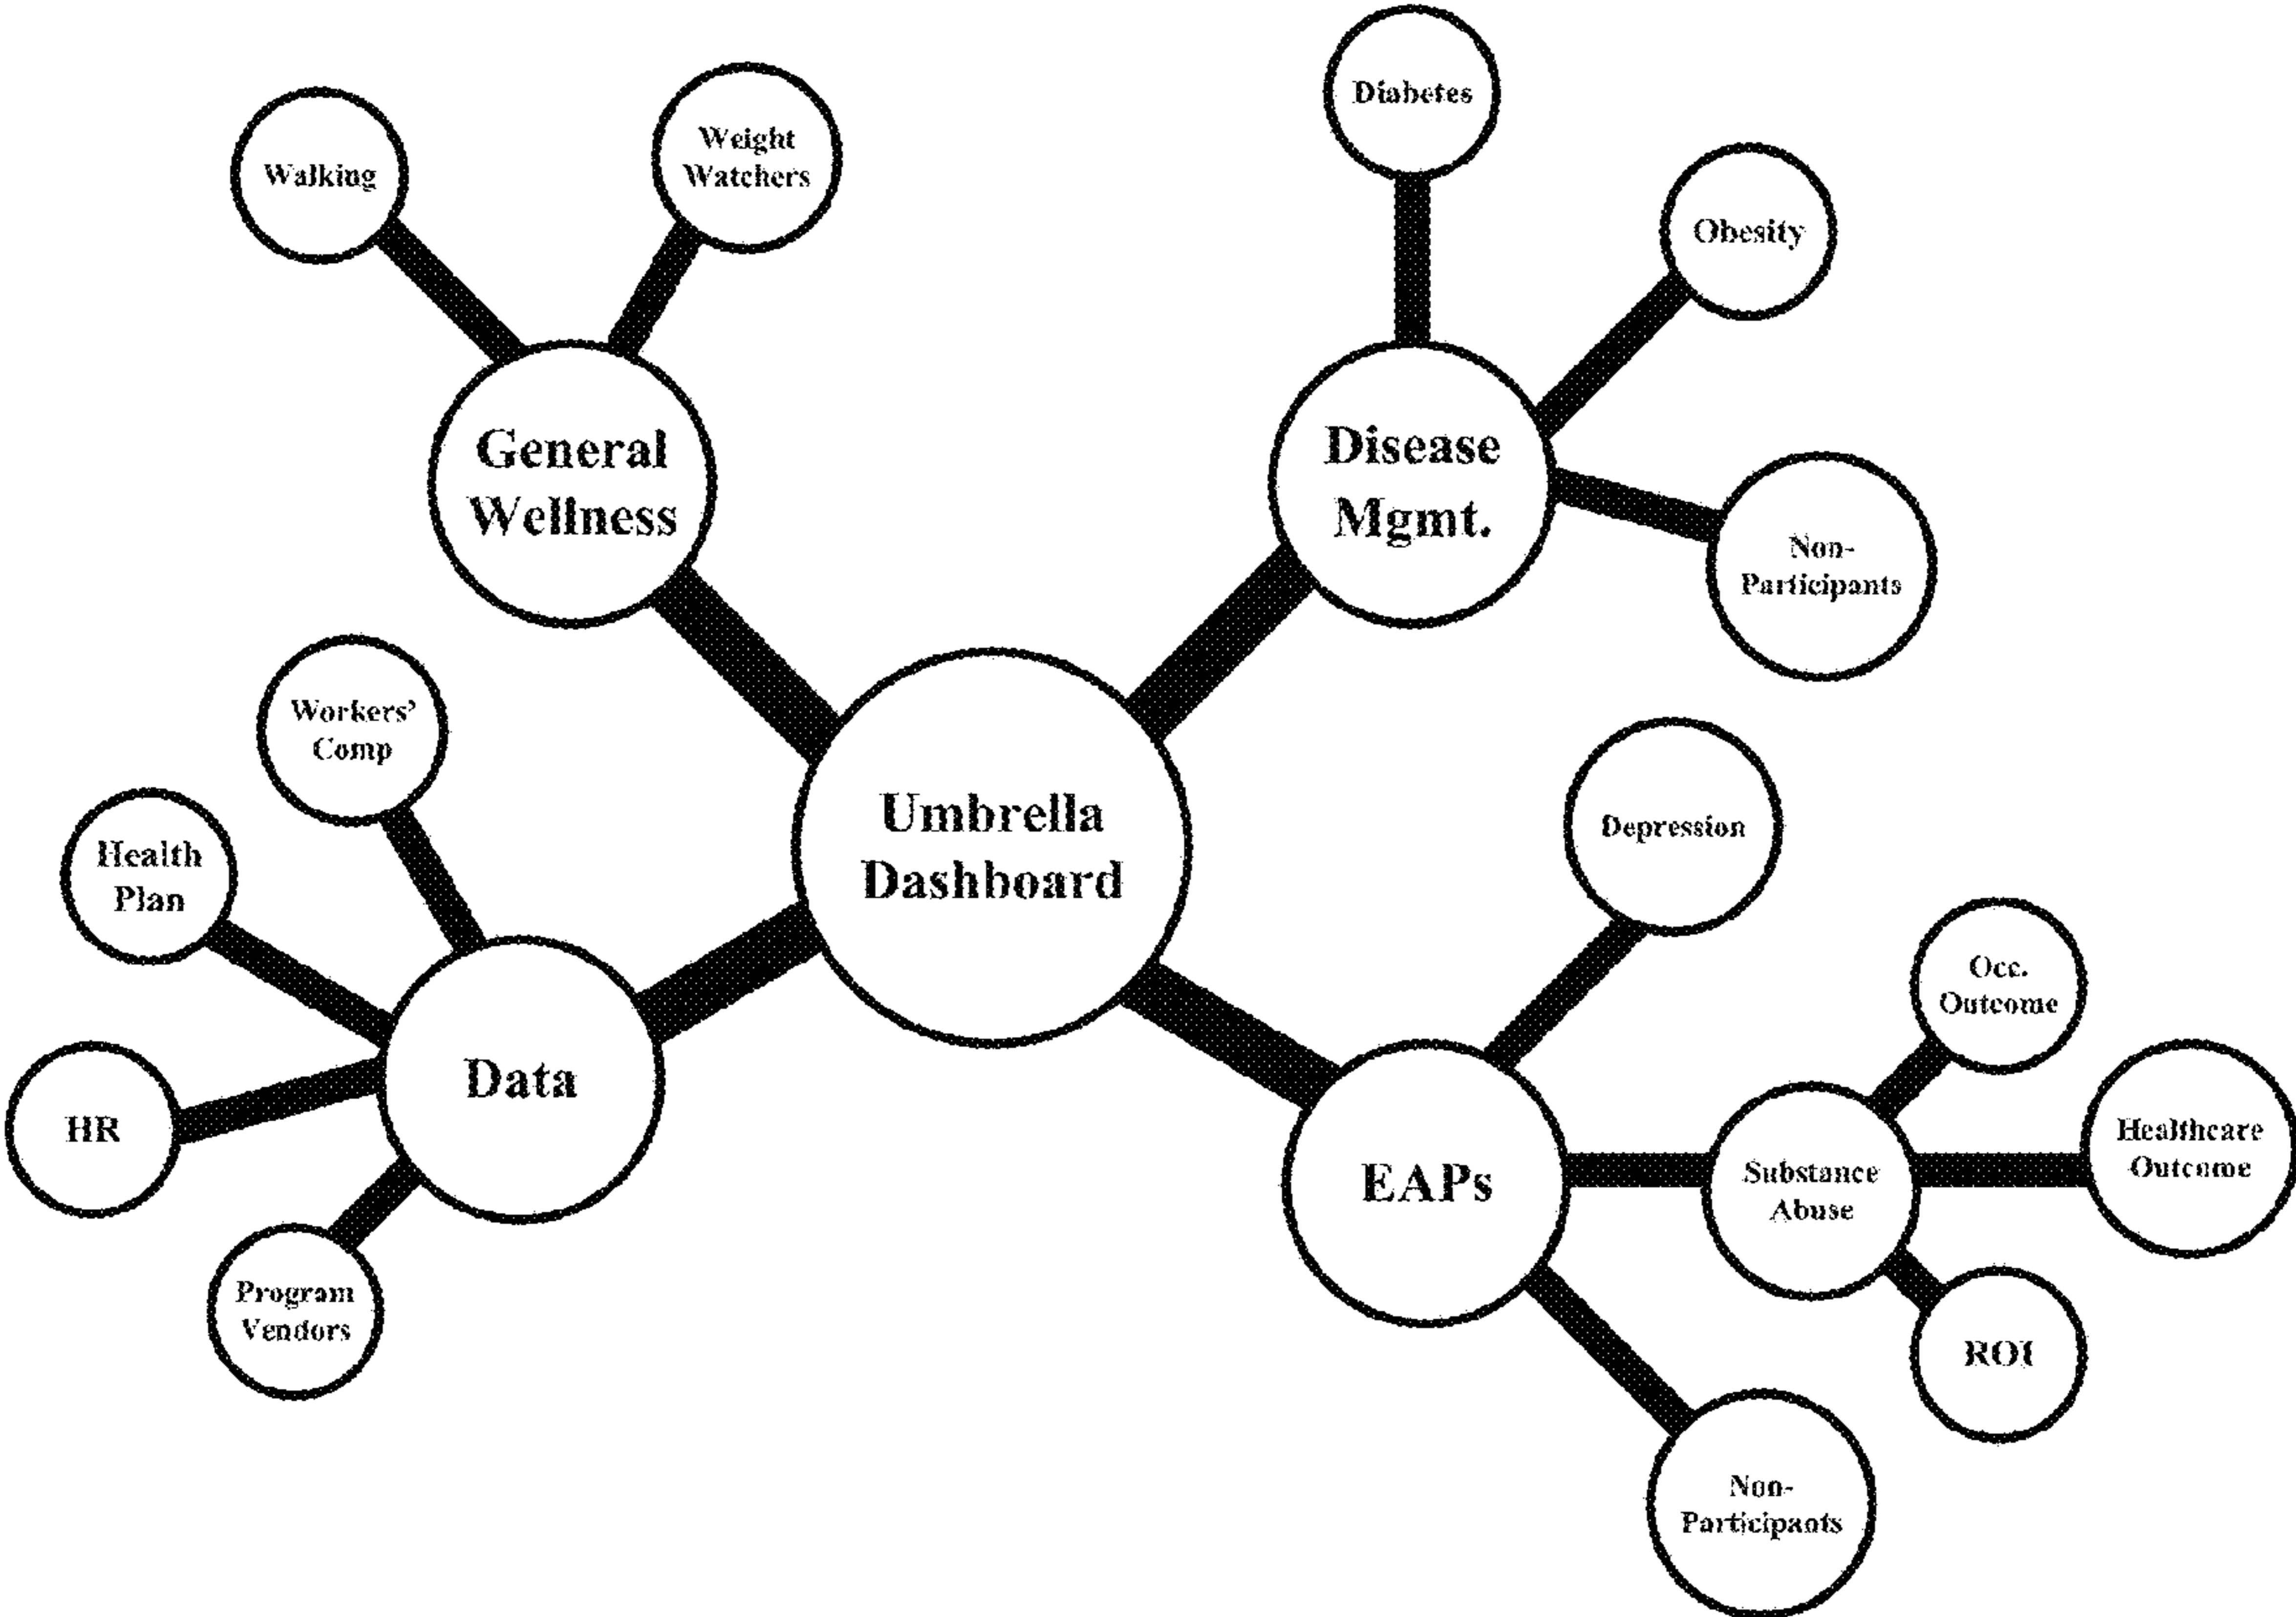 Diabetes
Weight
Watchers
Walking
Obesity
General
Wellness
Disease
Mgmt.
Non-
Participants
Workers'
Comp
Umbrella
Dashboard
Depression
Health
Plan
Occ.
Outcome
Data
HR
EAPs
Substance
Abuse
Healthcare
Outcome
Program
Vendors
ROI
Non-
Participants